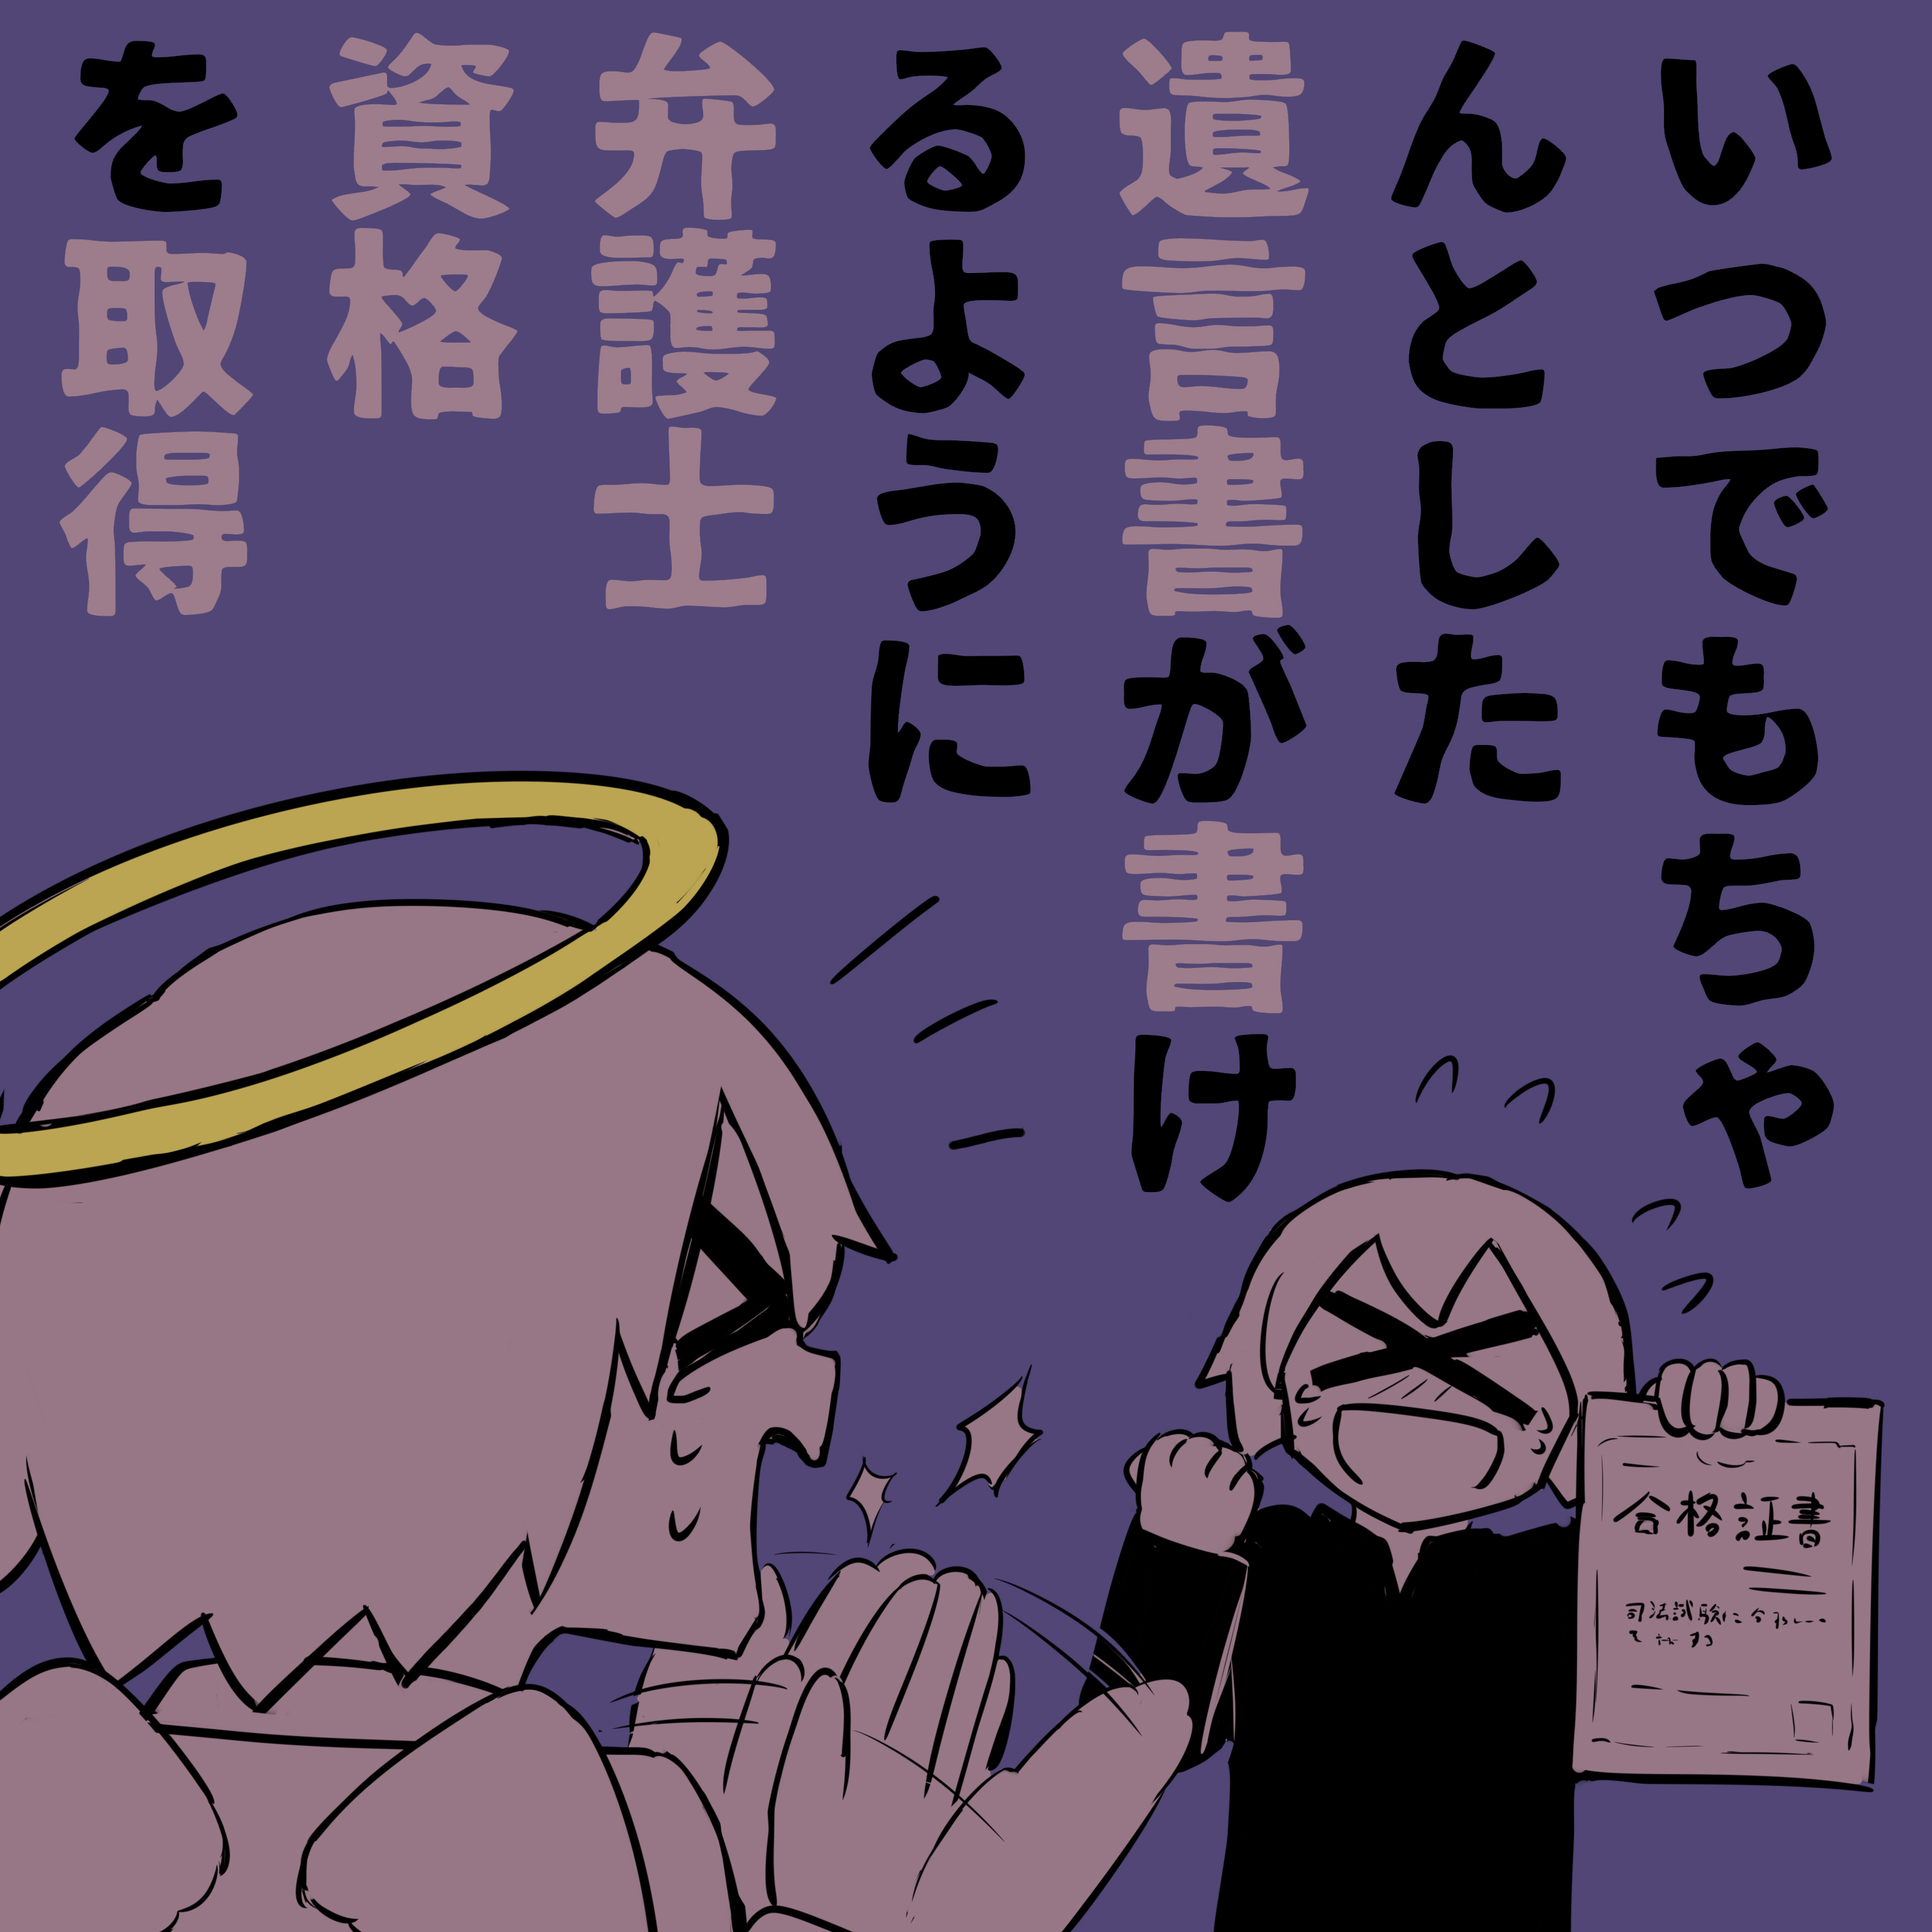 いつでもちゃ
んとした
遺言書が書け
るように
弁護士
資格
を取得
合格証書